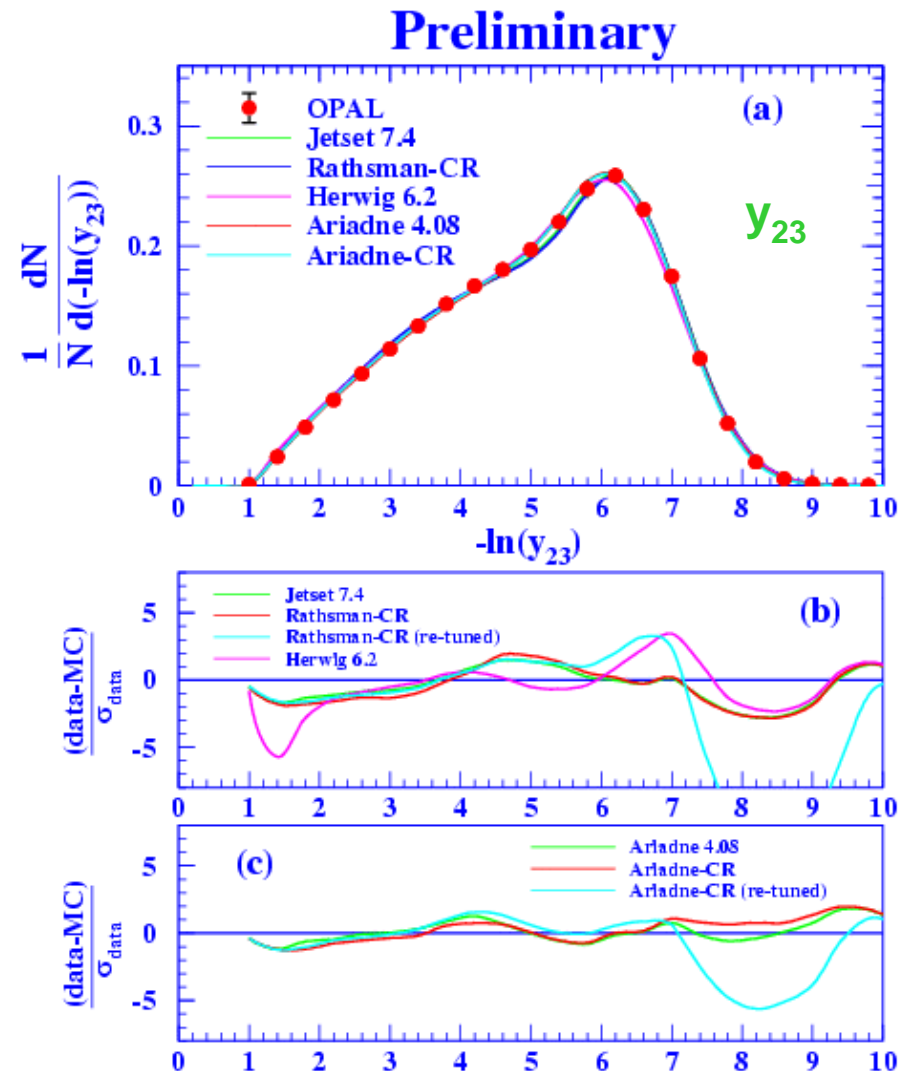 Preliminary
(a)
OPAL
Jetset 7.4
Rathsman-CR
Herwig 6.2
Ariadne 4.08
Ariadne-CR
y23
1 dN
N d(-ln(y23))
0.3
0.2
0.1
0
0 1 2 3 4 5 6 7 8 9 10
-ln(y23)
(b)
Jetset 7.4
Rathsman-CR
Rathsman-CR (re-tuned)
Herwig 6.2
(data-MC)
σdata
5
0
-5
0 1 2 3 4 5 6 7 8 9 10
(c)
Ariadne 4.08
Ariadne-CR
Ariadne-CR (re-tuned)
(data-MC)
σdata
5
0
-5
0 1 2 3 4 5 6 7 8 9 10